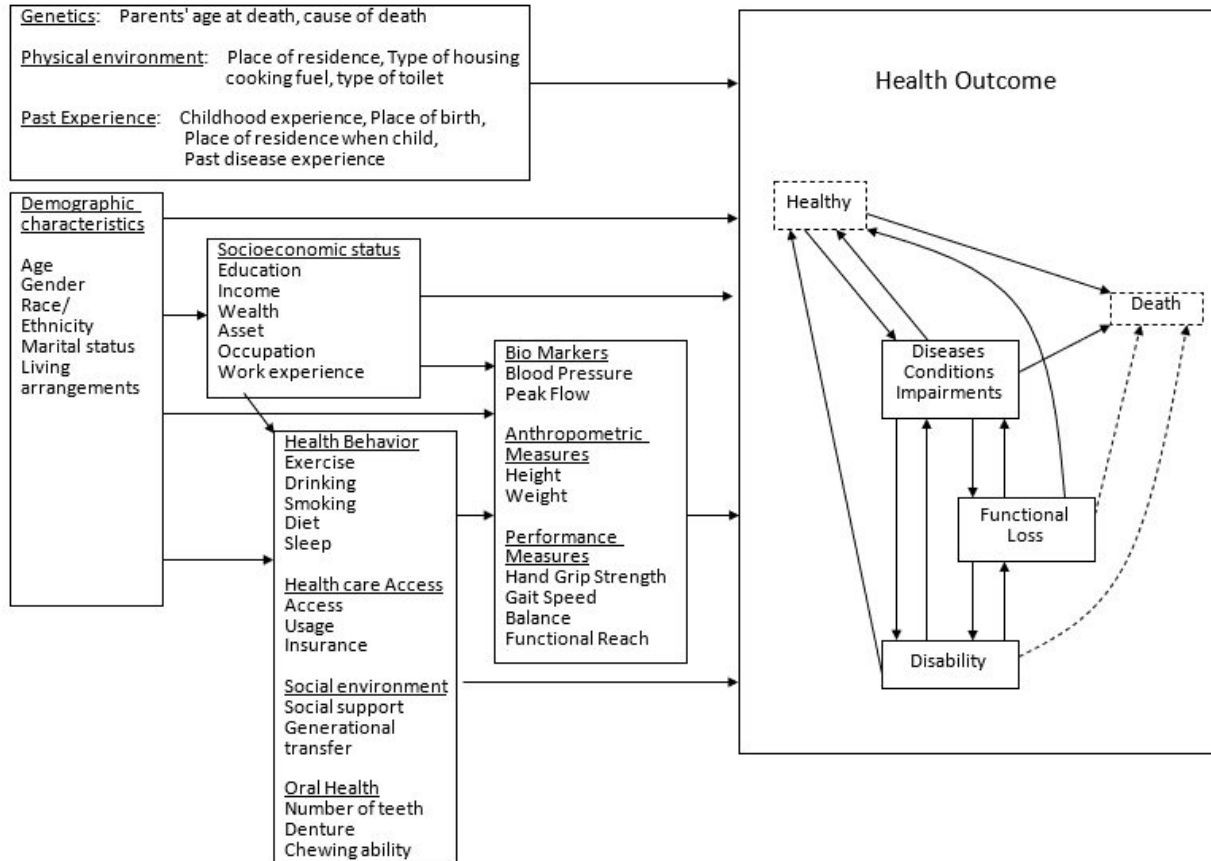 Genetics: Parents' age at death, cause of death
Physical environment: Place of residence, Type of housing
cooking fuel, type of toilet
Past Experience: Childhood experience, Place of birth,
Place of residence when child,
Past disease experience
Demographic
characteristics
Age
Gender
Race/
Ethnicity
Marital status
Living
arrangements
Socioeconomic status
Education
Income
Wealth
Asset
Occupation
Work experience
Health Behavior
Exercise
Drinking
Smoking
Diet
Sleep
Health care Access
Access
Usage
Insurance
Social environment
Social support
Generational
transfer
Oral Health
Number of teeth
Denture
Chewing ability
Bio Markers
Blood Pressure
Peak Flow
Anthropometric
Measures
Height
Weight
Performance
Measures
Hand Grip Strength
Gait Speed
Balance
Functional Reach
Health Outcome
Healthy
Death
Diseases
Conditions
Impairments
Functional
Loss
Disability